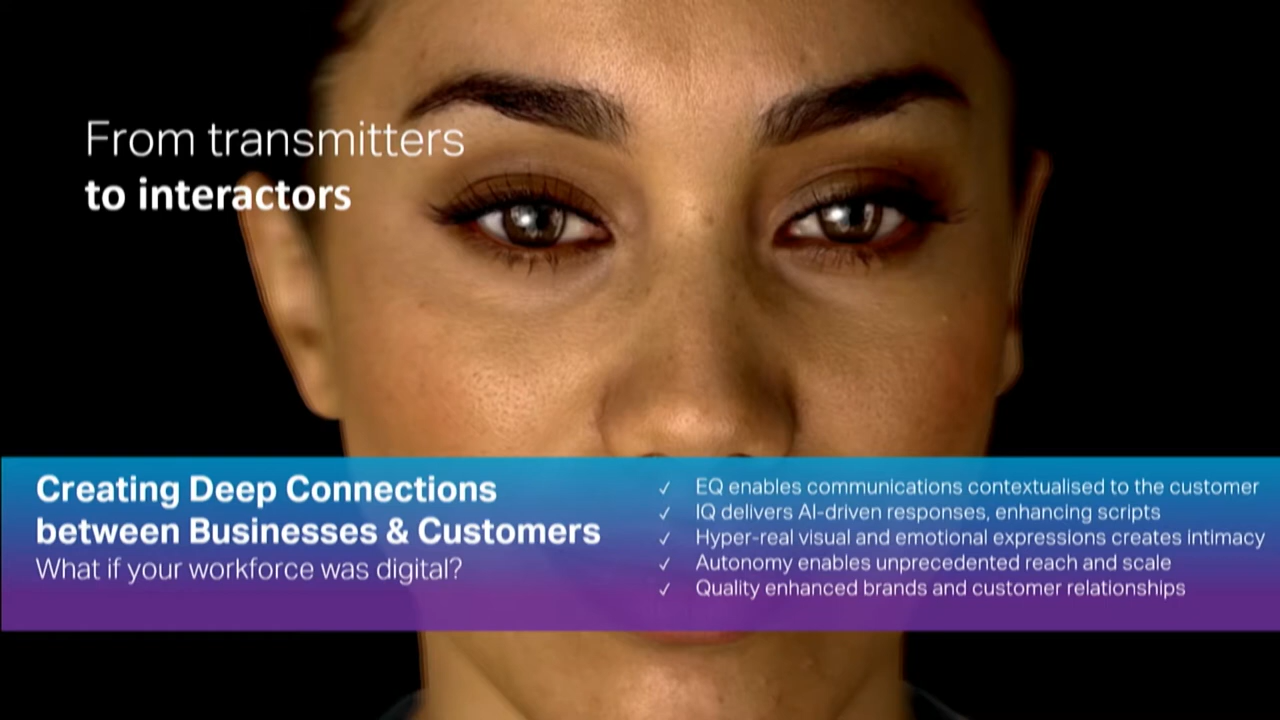 From transmitters
to interactors
Creating Deep Connections
between Businesses & Customers
What if your workforce was digital?
✓ EQ enables communications contextualised to the customer
✓ IQ delivers AI-driven responses, enhancing scripts
✓ Hyper-real visual and emotional expressions creates intimacy
✓ Autonomy enables unprecedented reach and scale
✓ Quality enhanced brands and customer relationships